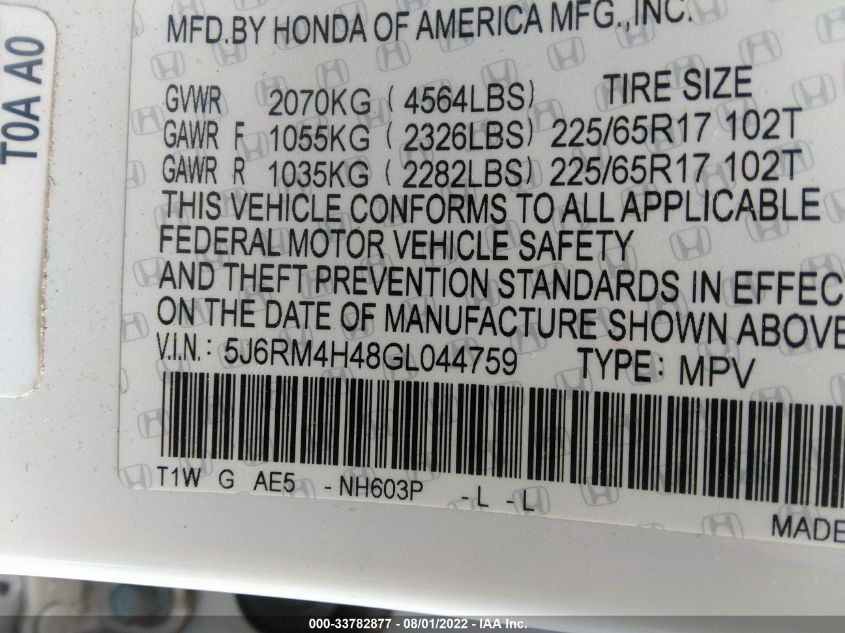 T0A A0
MFD.BY HONDA OF AMERICA MFG.,INC.
GVWR 2070KG ( 4564LBS) TIRE SIZE
GAWR F 1055KG ( 2326LBS) 225/65R17 102T
GAWR R 1035KG ( 2282LBS) 225/65R17 102T
THIS VEHICLE CONFORMS TO ALL APPLICABLE
FEDERAL MOTOR VEHICLE SAFETY
AND THEFT PREVENTION STANDARDS IN EFFEC
ON THE DATE OF MANUFACTURE SHOWN ABOVE
V.I.N.: 5J6RM4H48GL044759 TYPE: MPV
T1W G AE5 -NH603P -L -L
MADE
000-33782877 - 08/01/2022 - IAA Inc.